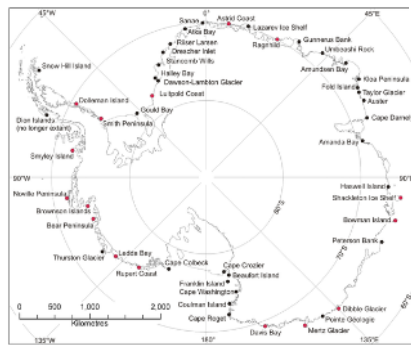 45°W
0°
45°E
Sanae
Astrid Coast
Lazarev Ice Shelf
Atka Bay
Ragnhild
Gunnerus Bank
Riiser Larsen
Umbeashi Rock
Drescher Inlet
Amundsen Bay
Snow Hill Island
Stancomb Wills
Halley Bay
Kloa Peninsula
Dawson-Lambton Glacier
Fold Island
Taylor Glacier
Dolleman Island
Luitpold Coast
Auster
Gould Bay
Cape Darnley
Dion Islands
(no longer extant)
Smith Peninsula
Amanda Bay
Smyley Island
90°W
90°E
Haswell Island
Noville Peninsula
Shackleton Ice Shelf
Brownson Islands
80°S
Bear Peninsula
Bowman Island
Peterson Bank
70°S
Thurston Glacier
Ledda Bay
Cape Colbeck
Cape Crozier
Rupert Coast
Beaufort Island
Franklin Island
Cape Washington
60°S
0 500 1,000 2,000
Kilometres
Coulman Island
Dibble Glacier
Cape Roget
Pointe Géologie
Davis Bay
Mertz Glacier
135°W
180°
135°E